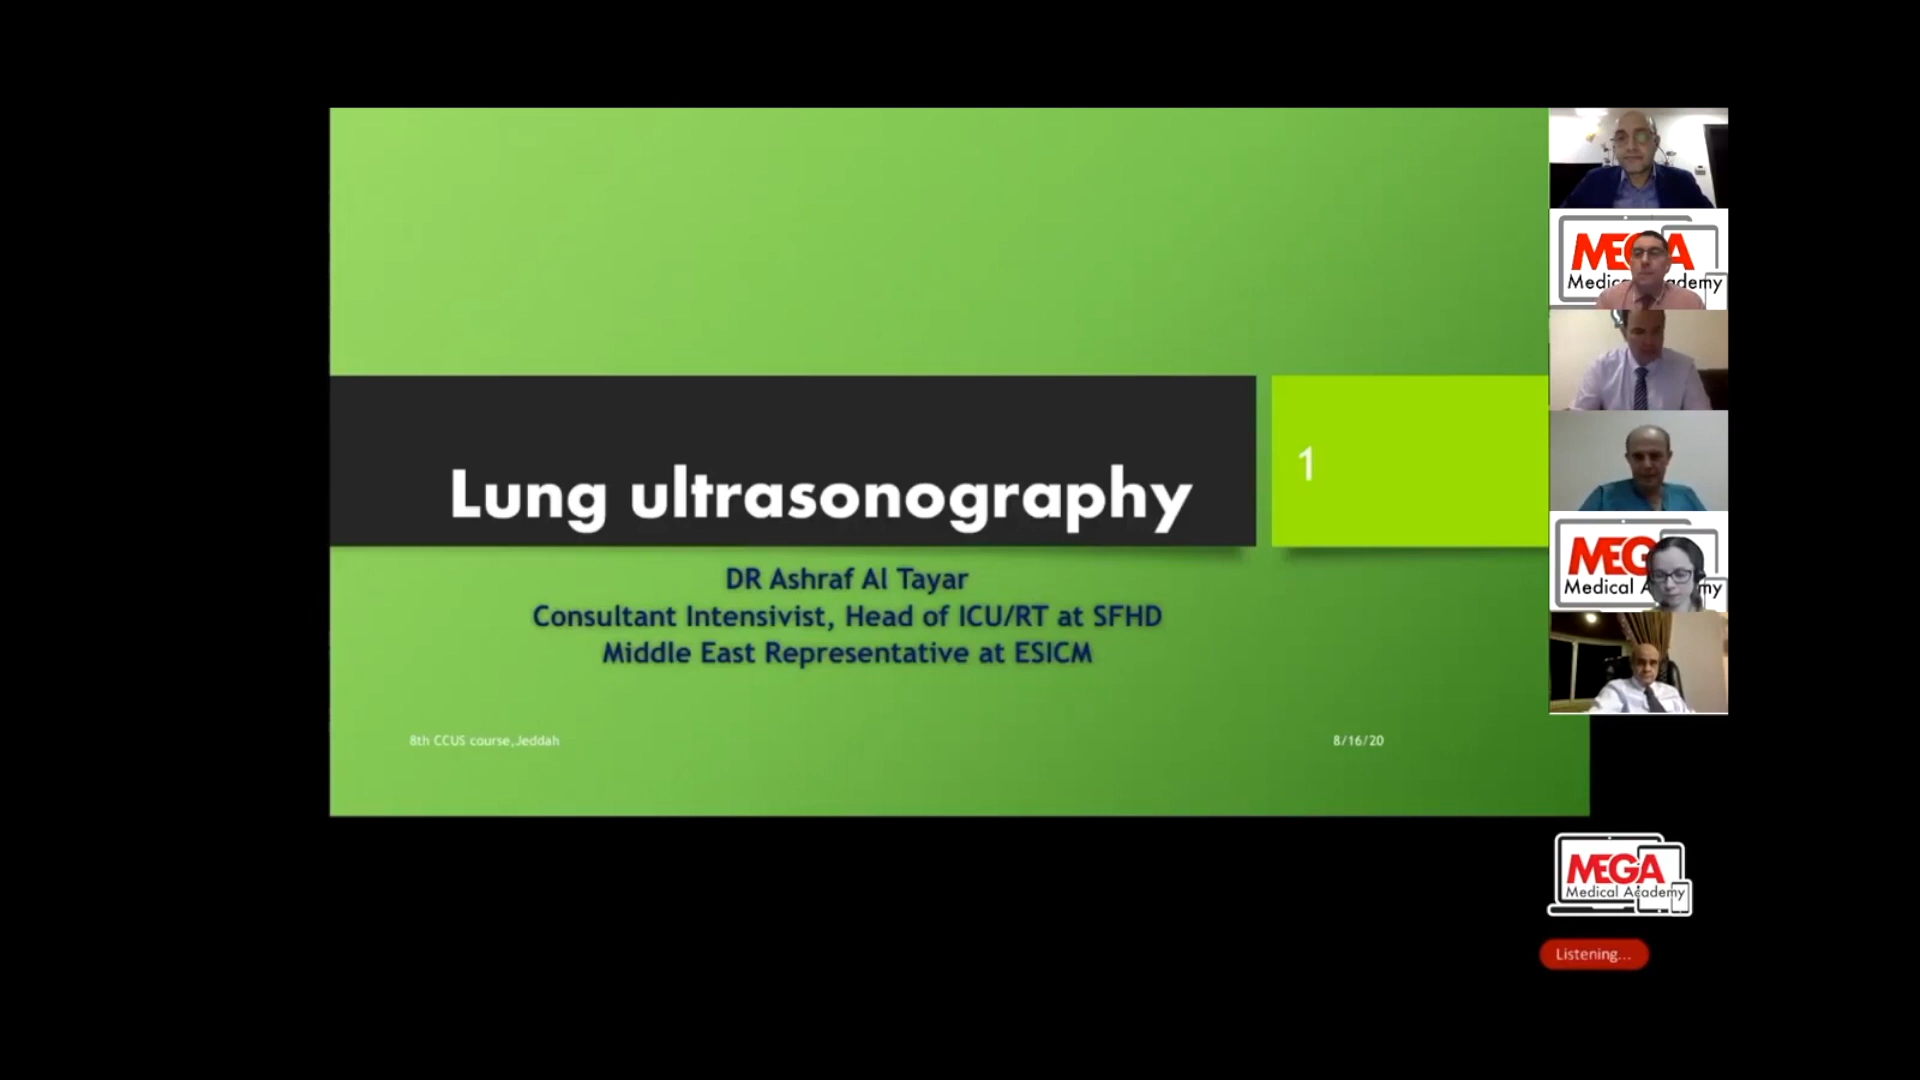 Lung ultrasonography
1
DR Ashraf Al Tayar
Consultant Intensivist, Head of ICU/RT at SFHD
Middle East Representative at ESICM
8th CCUS course,Jeddah
8/16/20
MEGA
Medical Academy
Listening...